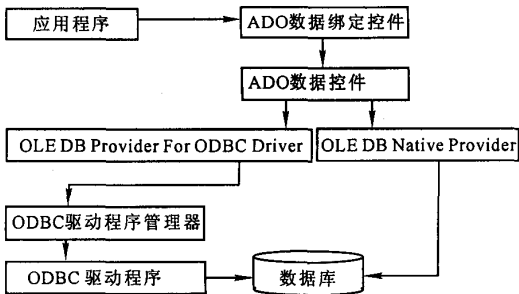 应用程序
ADO数据绑定控件
ADO数据控件
OLE DB Provider For ODBC Driver
OLE DB Native Provider
ODBC驱动程序管理器
ODBC 驱动程序
数据库